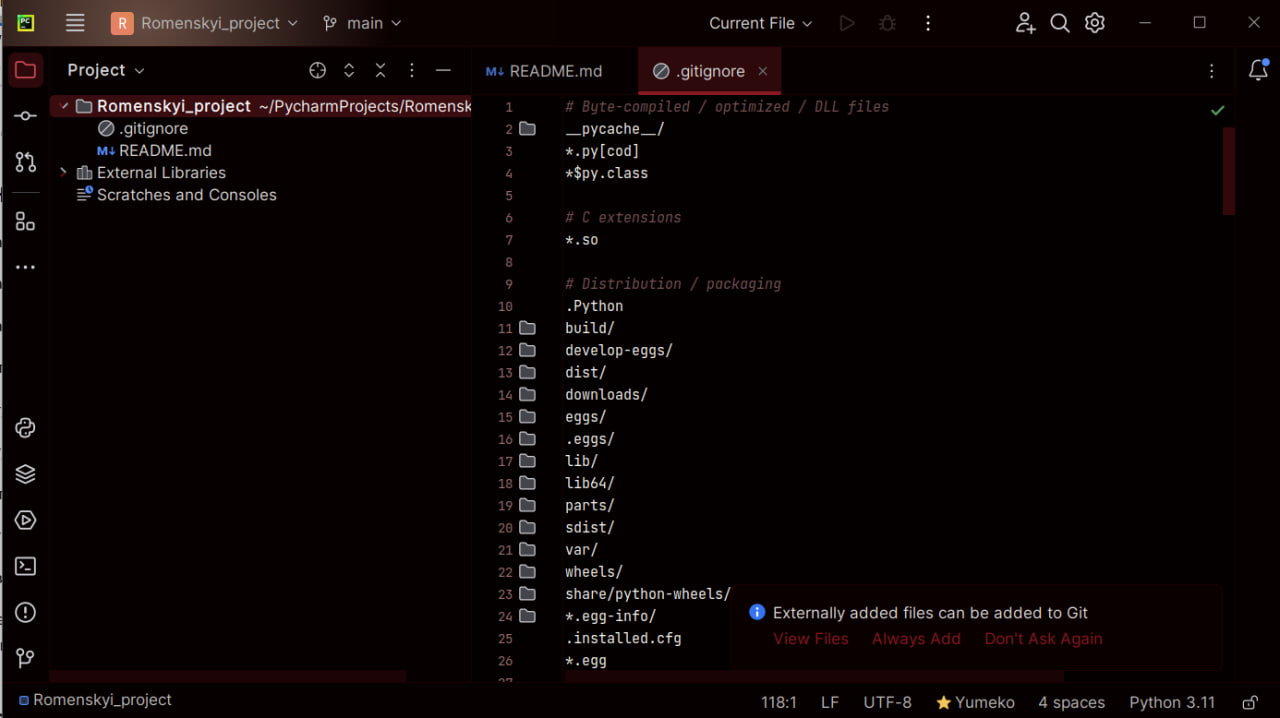 PC
R Romenskyi_project main Current File
Project
README.md
.gitignore
Romenskyi_project ~/PycharmProjects/Romensk
.gitignore
M↓ README.md
External Libraries
Scratches and Consoles
1 # Byte-compiled / optimized / DLL files
2 __pycache__/
3 *.py[cod]
4 *$py.class
5
6 # C extensions
7 *.so
8
9 # Distribution / packaging
10 .Python
11 build/
12 develop-eggs/
13 dist/
14 downloads/
15 eggs/
16 .eggs/
17 lib/
18 lib64/
19 parts/
20 sdist/
21 var/
22 wheels/
23 share/python-wheels/
24 *.egg-info/
25 .installed.cfg
26 *.egg
27
Externally added files can be added to Git
View Files Always Add Don't Ask Again
Romenskyi_project 118:1 LF UTF-8 Yumeko 4 spaces Python 3.11